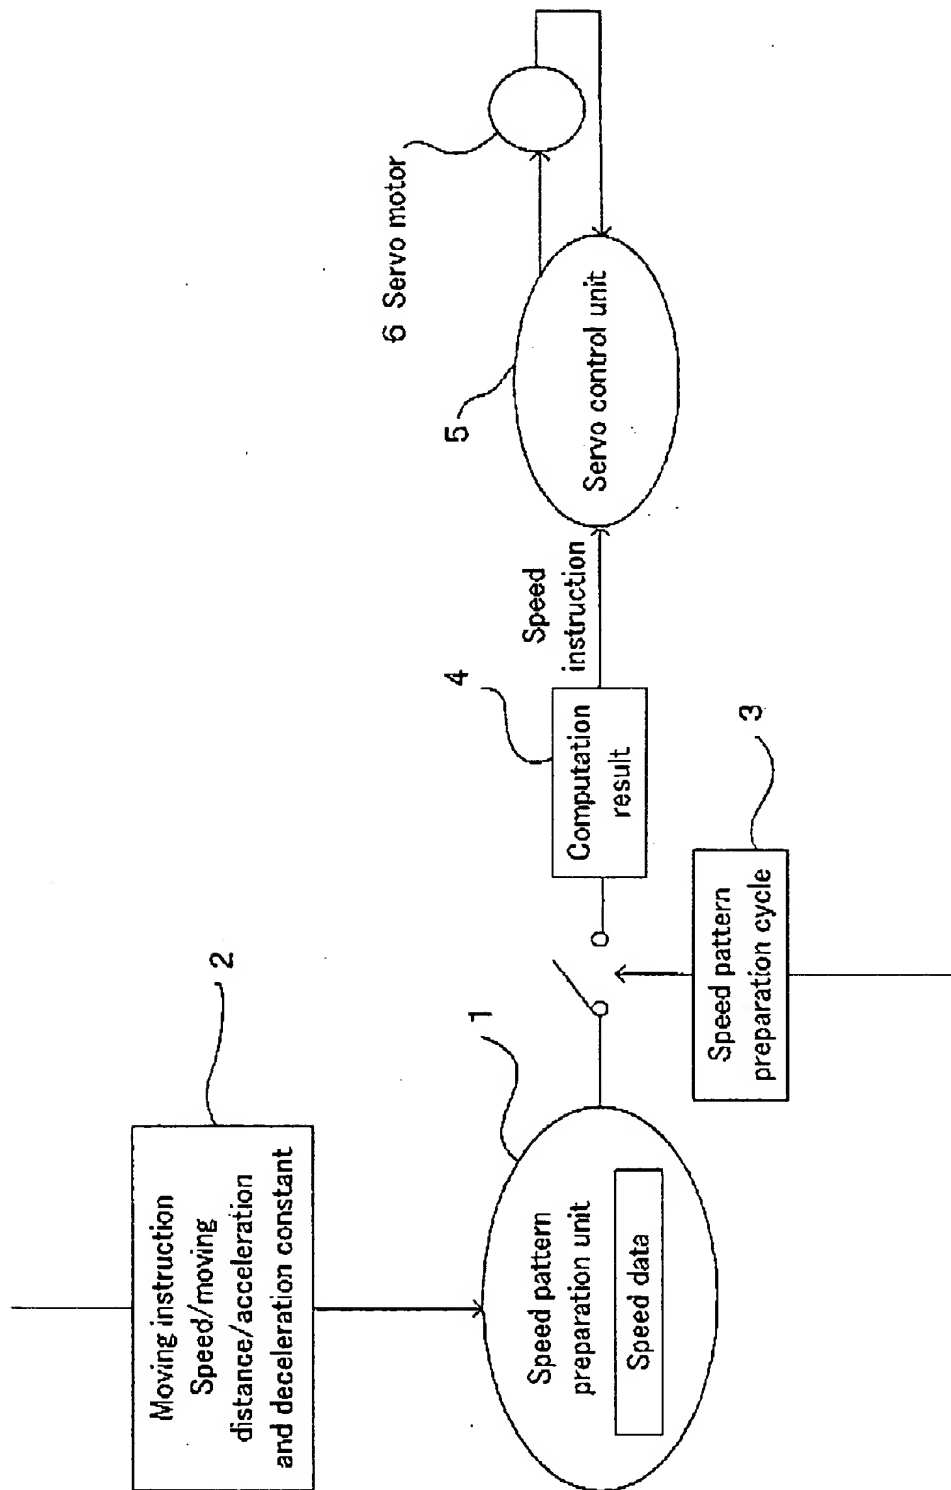 2
Moving instruction
Speed/moving
distance/acceleration
and deceleration constant
1
Speed pattern
preparation unit
Speed data
3
Speed pattern
preparation cycle
4
Computation
result
Speed
instruction
5
Servo control unit
6 Servo motor